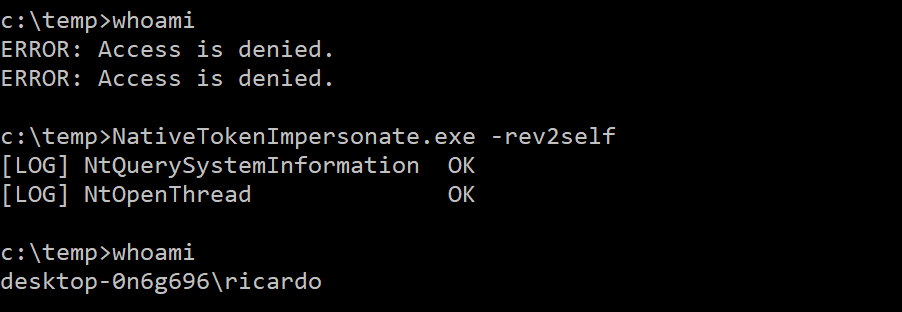 c:\temp>whoami
ERROR: Access is denied.
ERROR: Access is denied.
c:\temp>NativeTokenImpersonate.exe -rev2self
[LOG] NtQuerySystemInformation  OK
[LOG] NtOpenThread              OK
c:\temp>whoami
desktop-0n6g696\ricardo